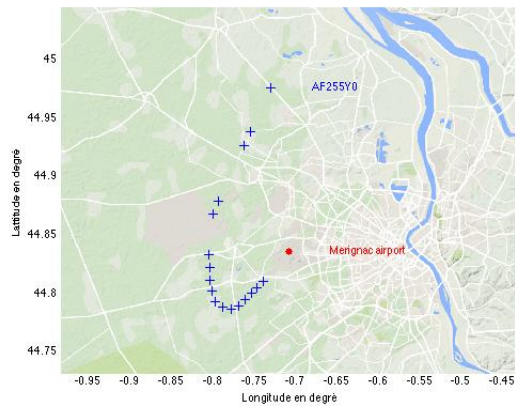 45
AF255Y0
44.95
44.9
Lattitude en degré
44.85
Merignac airport
44.8
44.75
-0.95 -0.9 -0.85 -0.8 -0.75 -0.7 -0.65 -0.6 -0.55 -0.5 -0.45
Longitude en degré